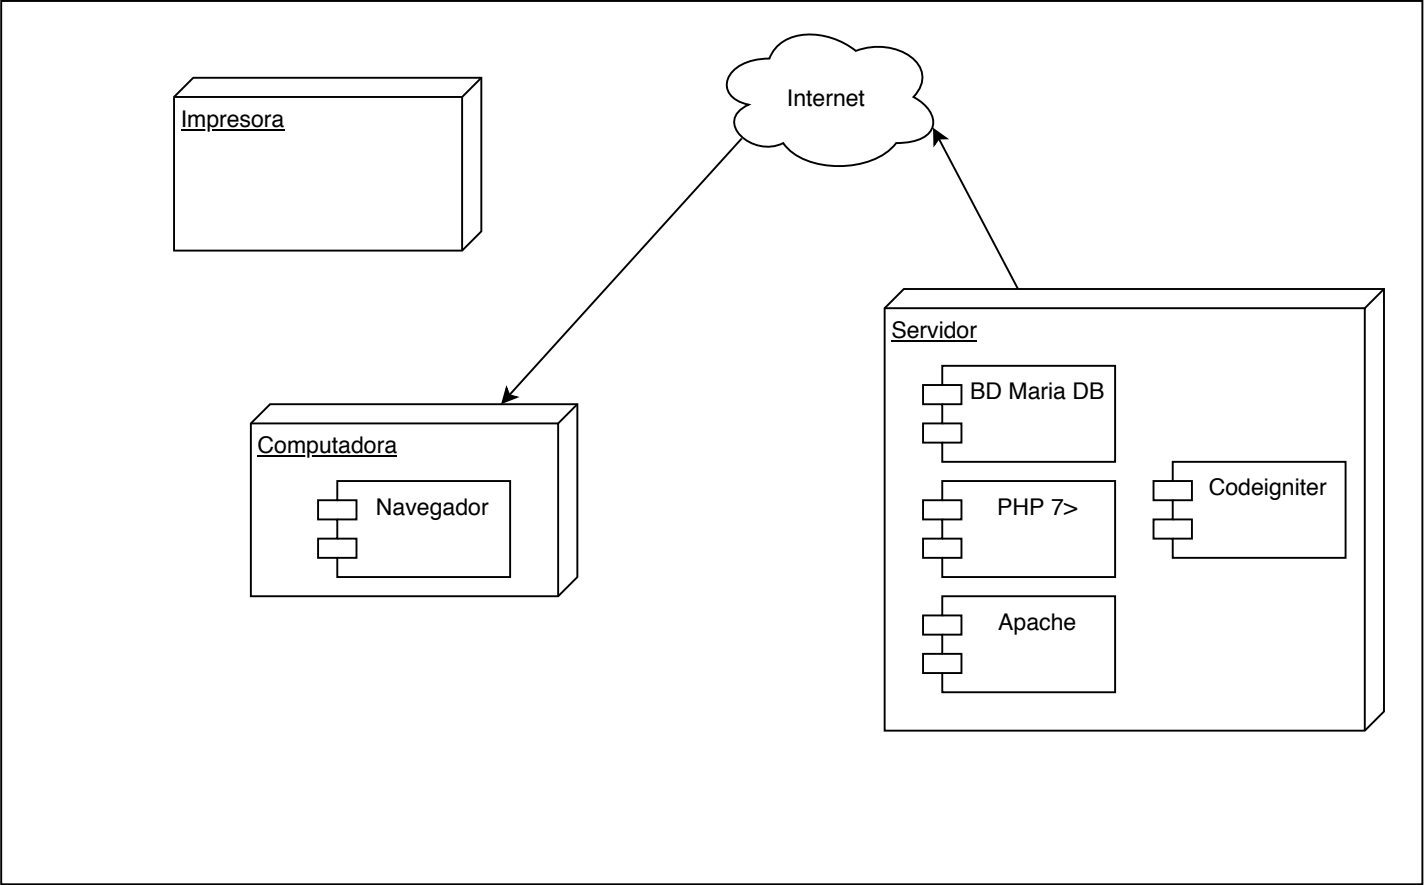 Internet
Impresora
Servidor
BD Maria DB
Computadora
Codeigniter
Navegador
PHP 7>
Apache